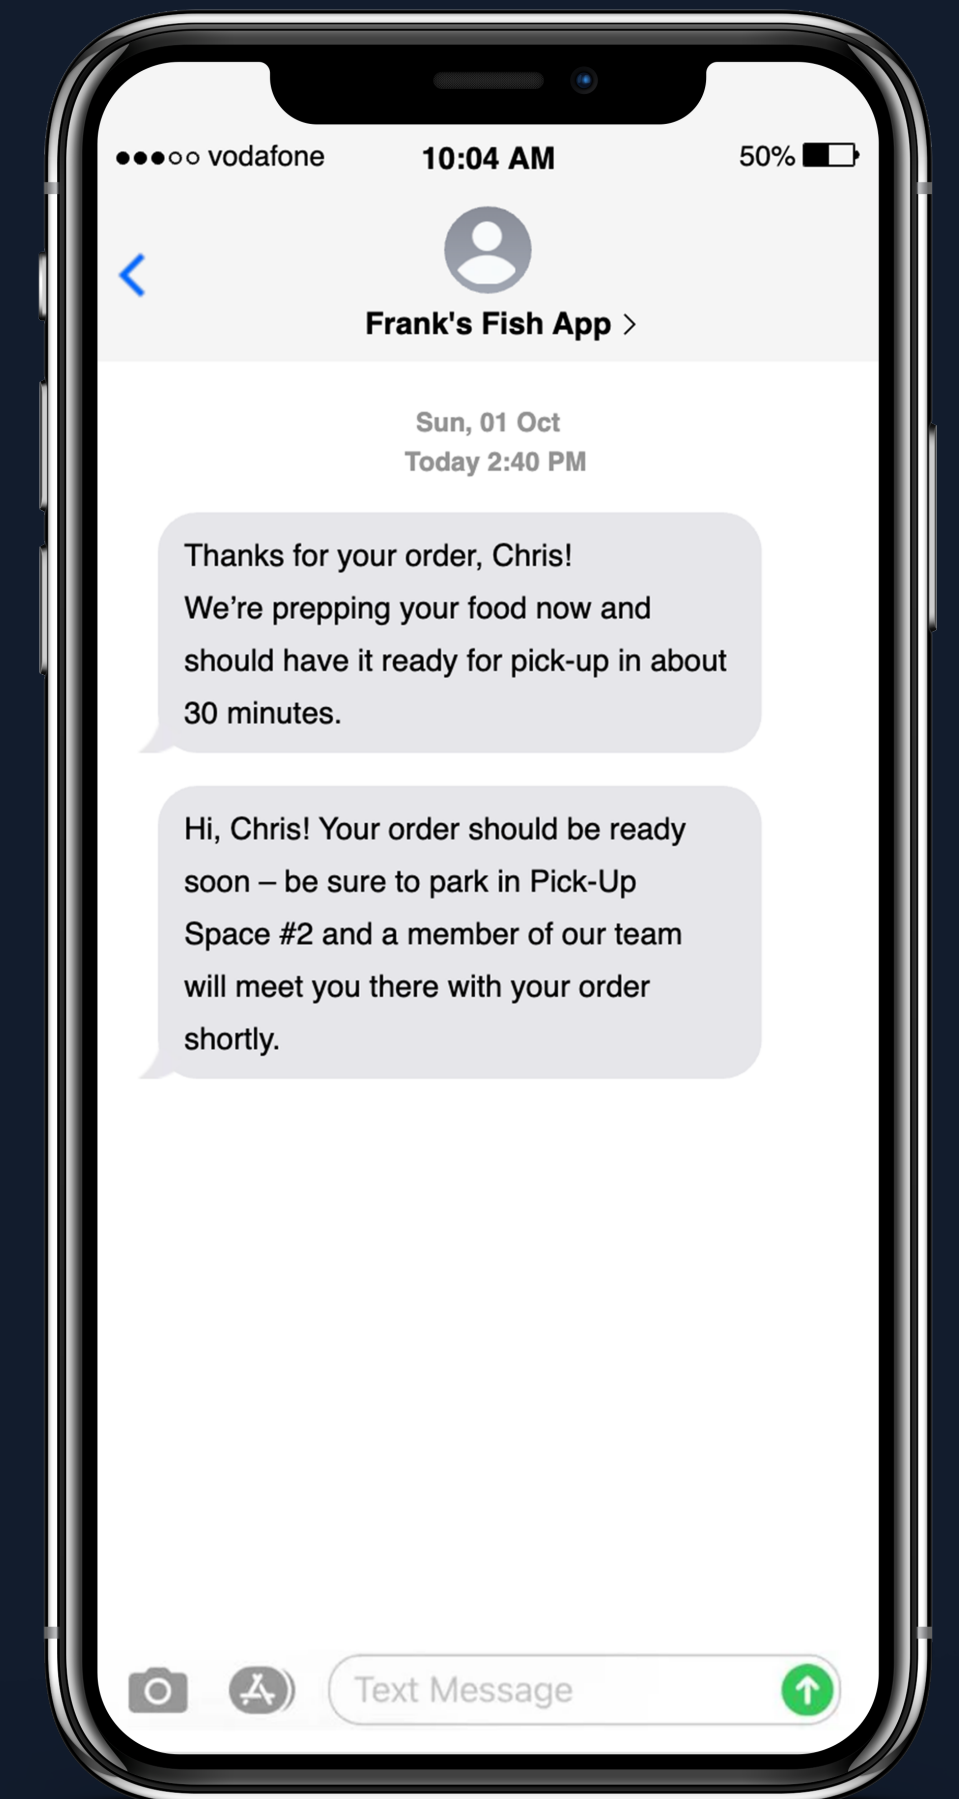 ●●●○○ vodafone 10:04 AM 50%
Frank's Fish App >
Sun, 01 Oct
Today 2:40 PM
Thanks for your order, Chris!
We’re prepping your food now and
should have it ready for pick-up in about
30 minutes.
Hi, Chris! Your order should be ready
soon – be sure to park in Pick-Up
Space #2 and a member of our team
will meet you there with your order
shortly.
Text Message